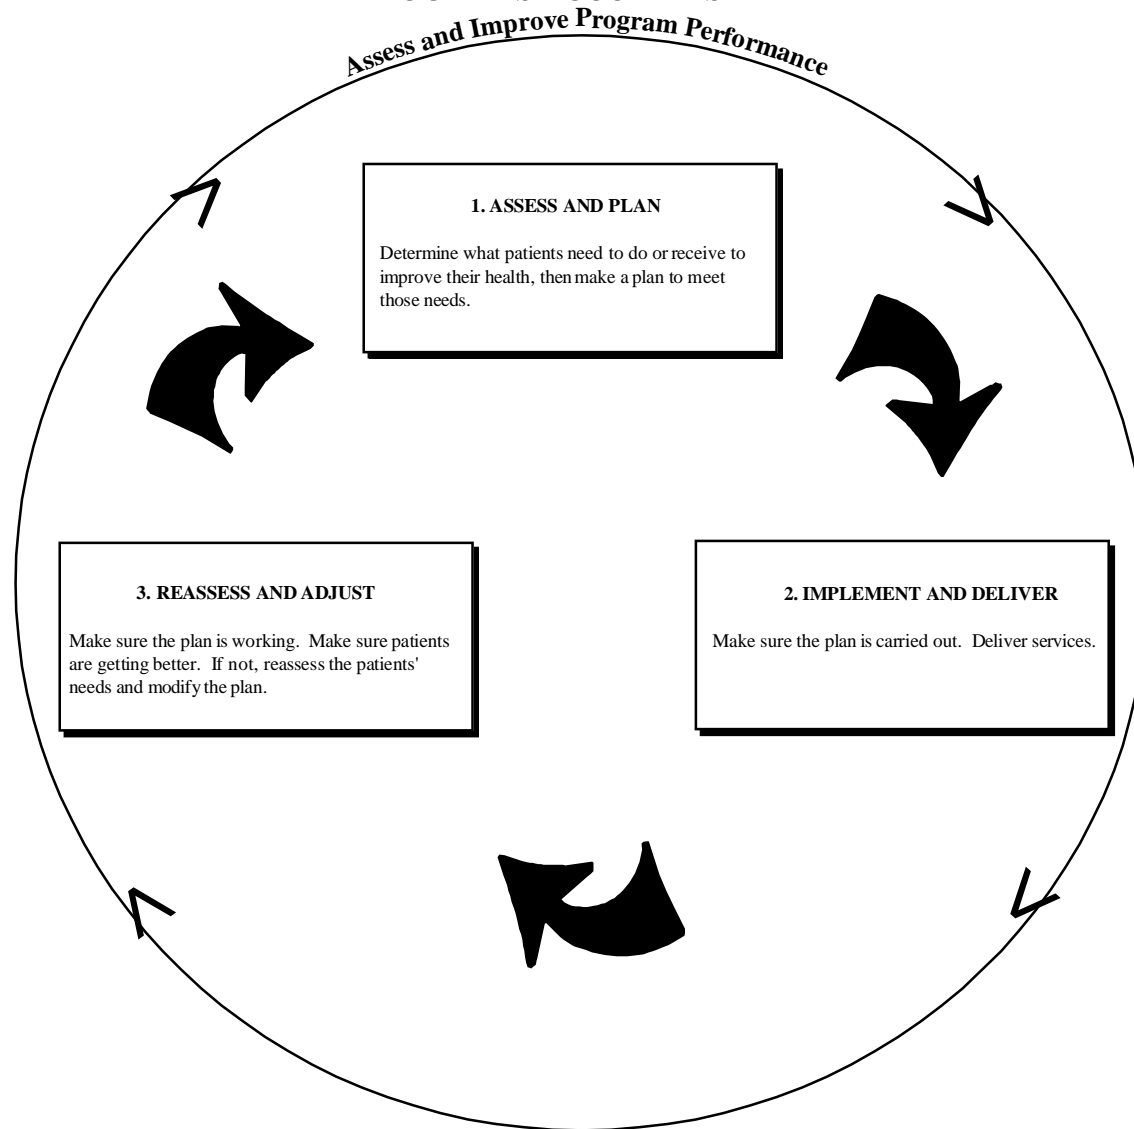 Assess and Improve Program Performance
1. ASSESS AND PLAN
Determine what patients need to do or receive to
improve their health, then make a plan to meet
those needs.
3. REASSESS AND ADJUST
Make sure the plan is working.  Make sure patients
are getting better.  If not, reassess the patients'
needs and modify the plan.
2. IMPLEMENT AND DELIVER
Make sure the plan is carried out.  Deliver services.